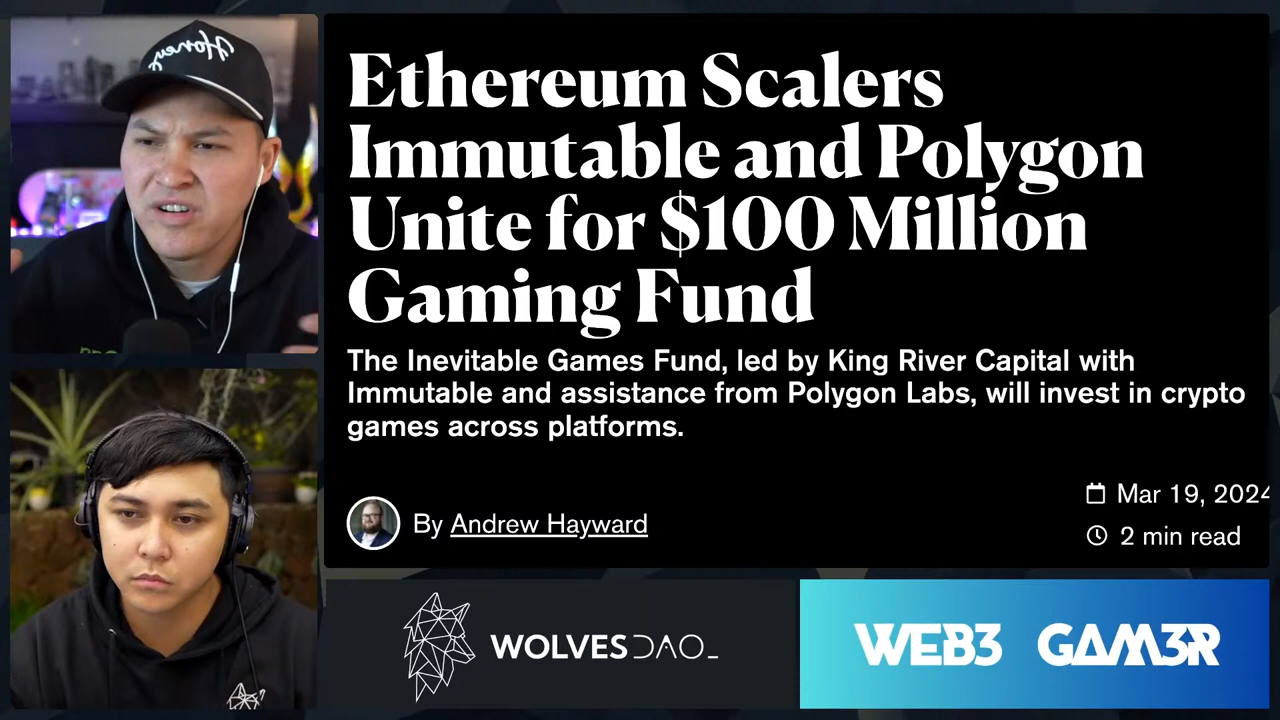 Honey
Ethereum Scalers
Immutable and Polygon
Unite for $100 Million
Gaming Fund
The Inevitable Games Fund, led by King River Capital with
Immutable and assistance from Polygon Labs, will invest in crypto
games across platforms.
By Andrew Hayward
Mar 19, 2024
2 min read
WOLVESDAO_
WEB3 GAM3R